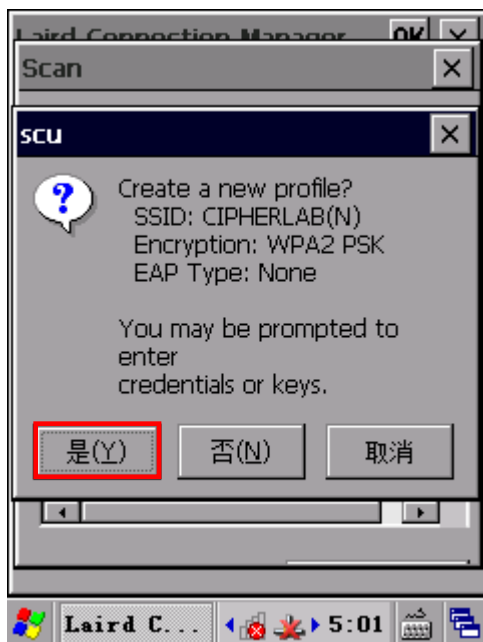 Laird Connection Manager OK
Scan
scu
Create a new profile?
SSID: CIPHERLAB(N)
Encryption: WPA2 PSK
EAP Type: None
You may be prompted to
enter
credentials or keys.
是(Y) 否(N) 取消
Laird C... 5:01